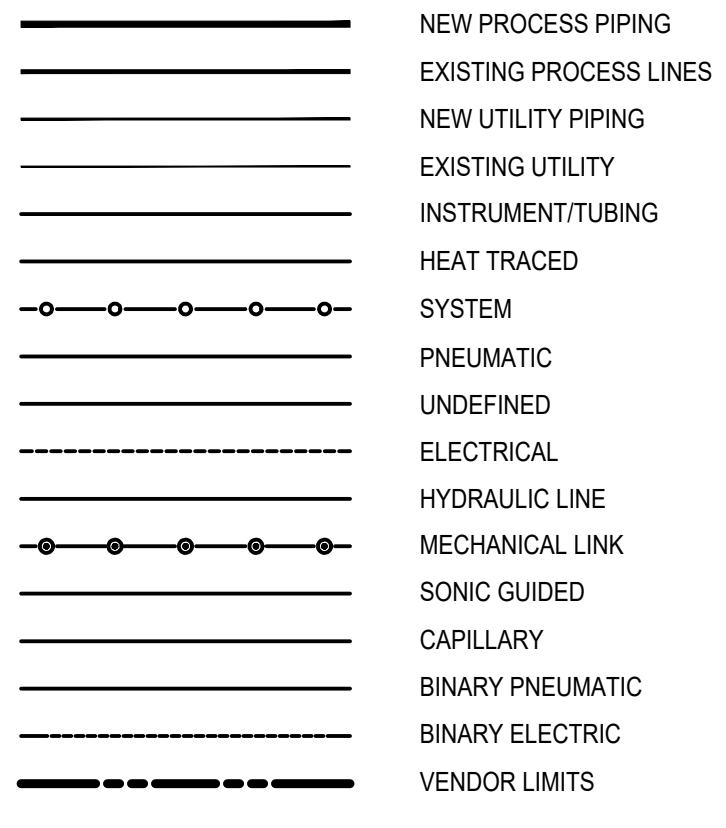 NEW PROCESS PIPING
EXISTING PROCESS LINES
NEW UTILITY PIPING
EXISTING UTILITY
INSTRUMENT/TUBING
HEAT TRACED
SYSTEM
PNEUMATIC
UNDEFINED
ELECTRICAL
HYDRAULIC LINE
MECHANICAL LINK
SONIC GUIDED
CAPILLARY
BINARY PNEUMATIC
BINARY ELECTRIC
VENDOR LIMITS